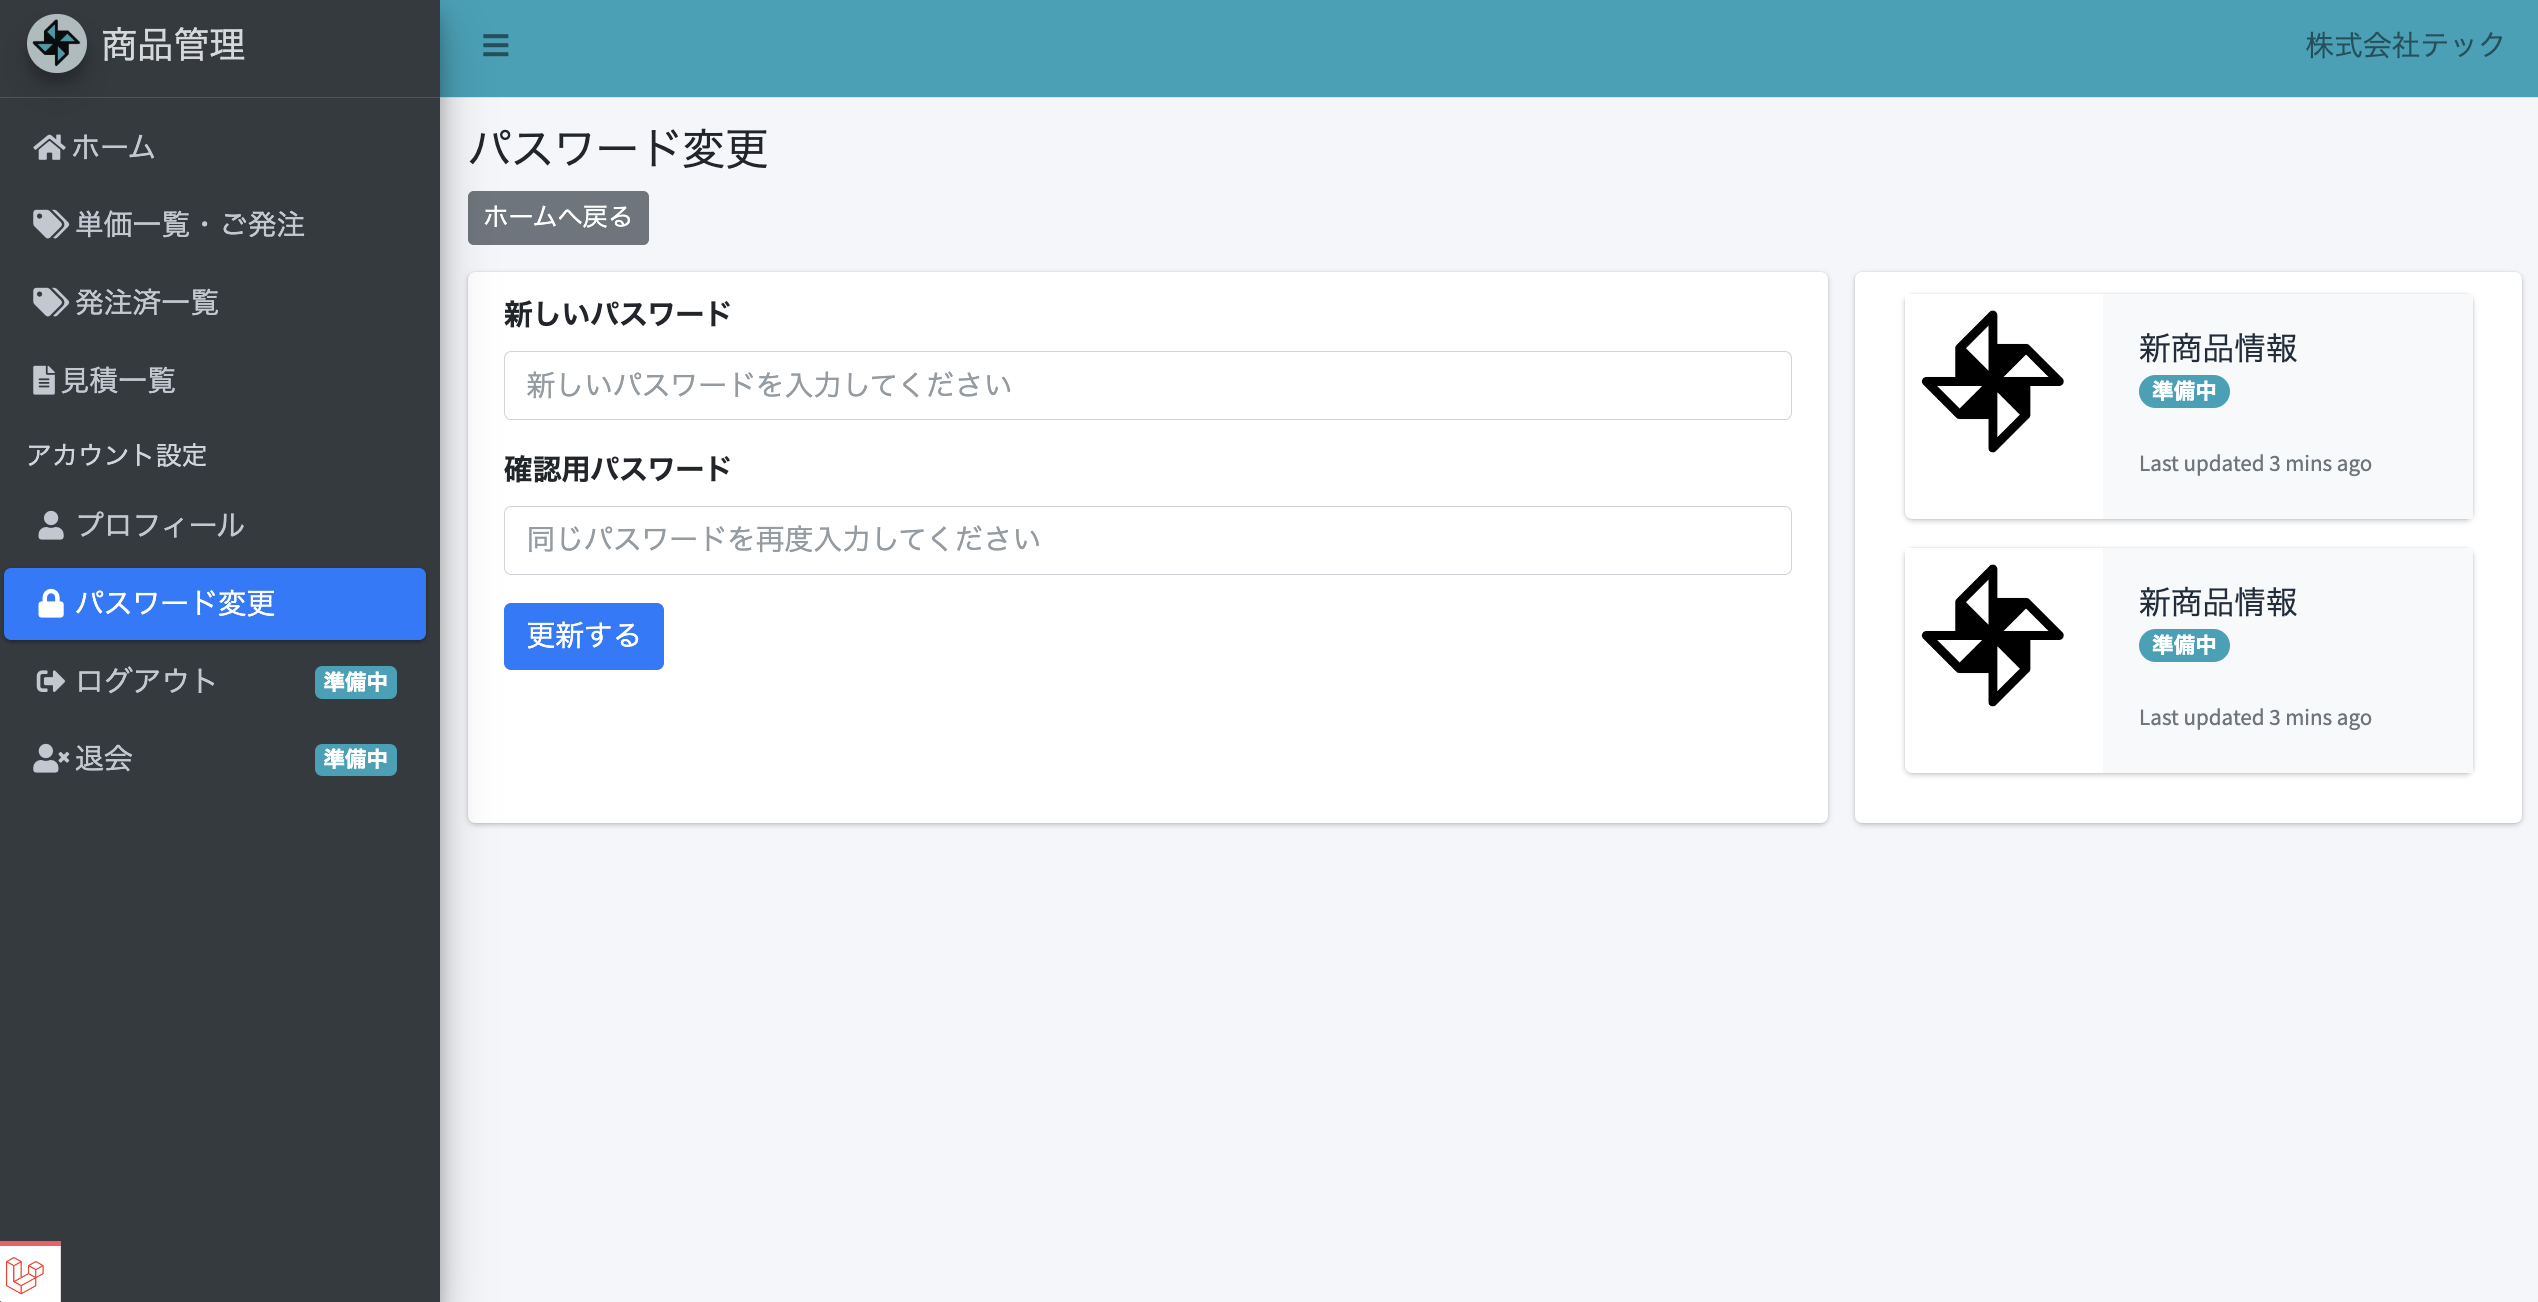 商品管理
株式会社テック
ホーム
単価一覧・ご発注
発注済一覧
見積一覧
アカウント設定
プロフィール
パスワード変更
ログアウト 準備中
退会 準備中
パスワード変更
ホームへ戻る
新しいパスワード
新しいパスワードを入力してください
確認用パスワード
同じパスワードを再度入力してください
更新する
新商品情報
準備中
Last updated 3 mins ago
新商品情報
準備中
Last updated 3 mins ago